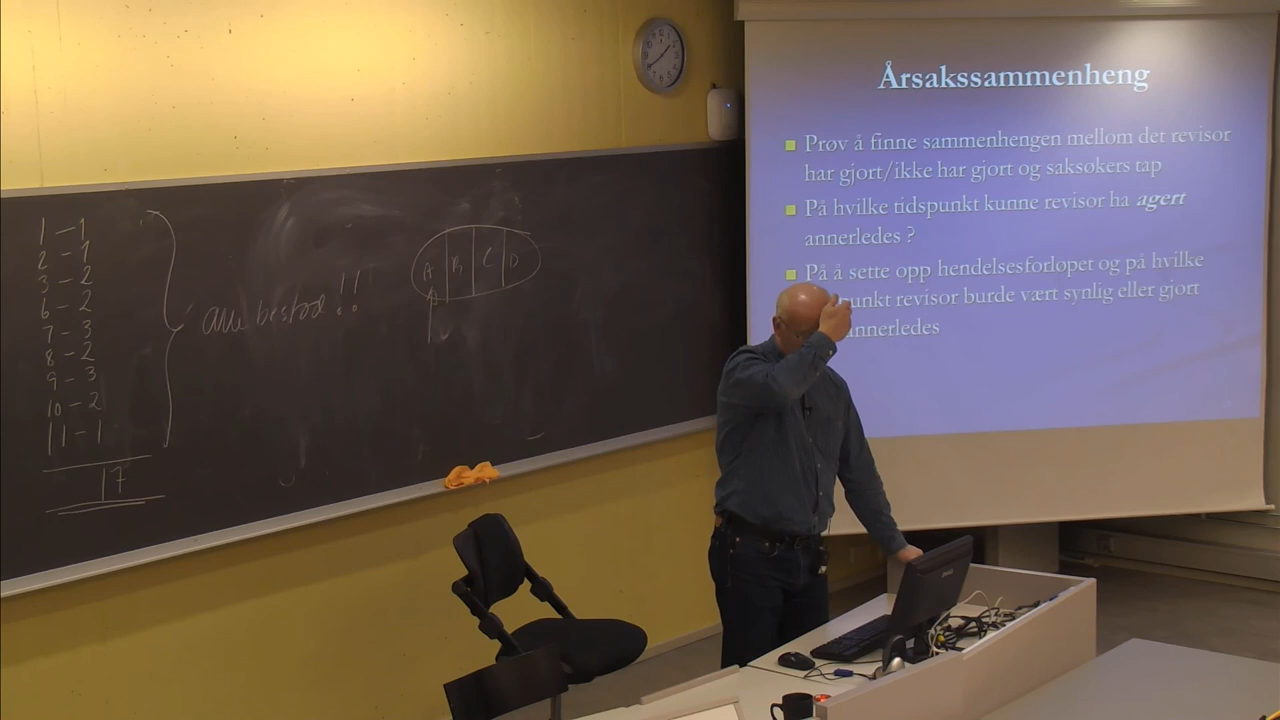 1 – 1
2 – 1
3 – 2
6 – 2
7 – 3
8 – 2
9 – 3
10 – 2
11 – 1
17
!!
A B C D
Årsakssammenheng
Prøv å finne sammenhengen mellom det revisor
har gjort/ikke har gjort og saksøkers tap
På hvilke tidspunkt kunne revisor ha agert
annerledes ?
På å sette opp hendelsesforløpet og på hvilke
punkt revisor burde vært synlig eller gjort
annerledes